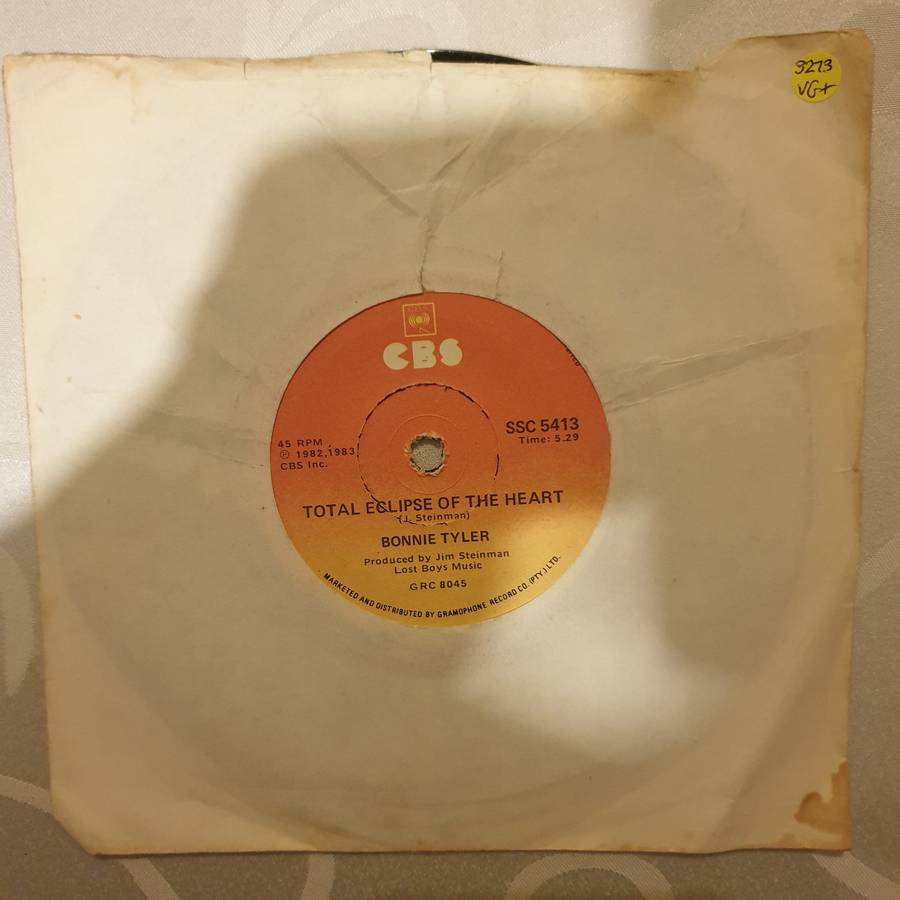 9273
VG+
CBS
CBS
SSC 5413
Time: 5.29
45 RPM
℗ 1982,1983
CBS Inc.
TOTAL ECLIPSE OF THE HEART
(J. Steinman)
BONNIE TYLER
Produced by Jim Steinman
Lost Boys Music
GRC 8045
MARKETED AND DISTRIBUTED BY GRAMOPHONE RECORD CO. (PTY.) LTD.